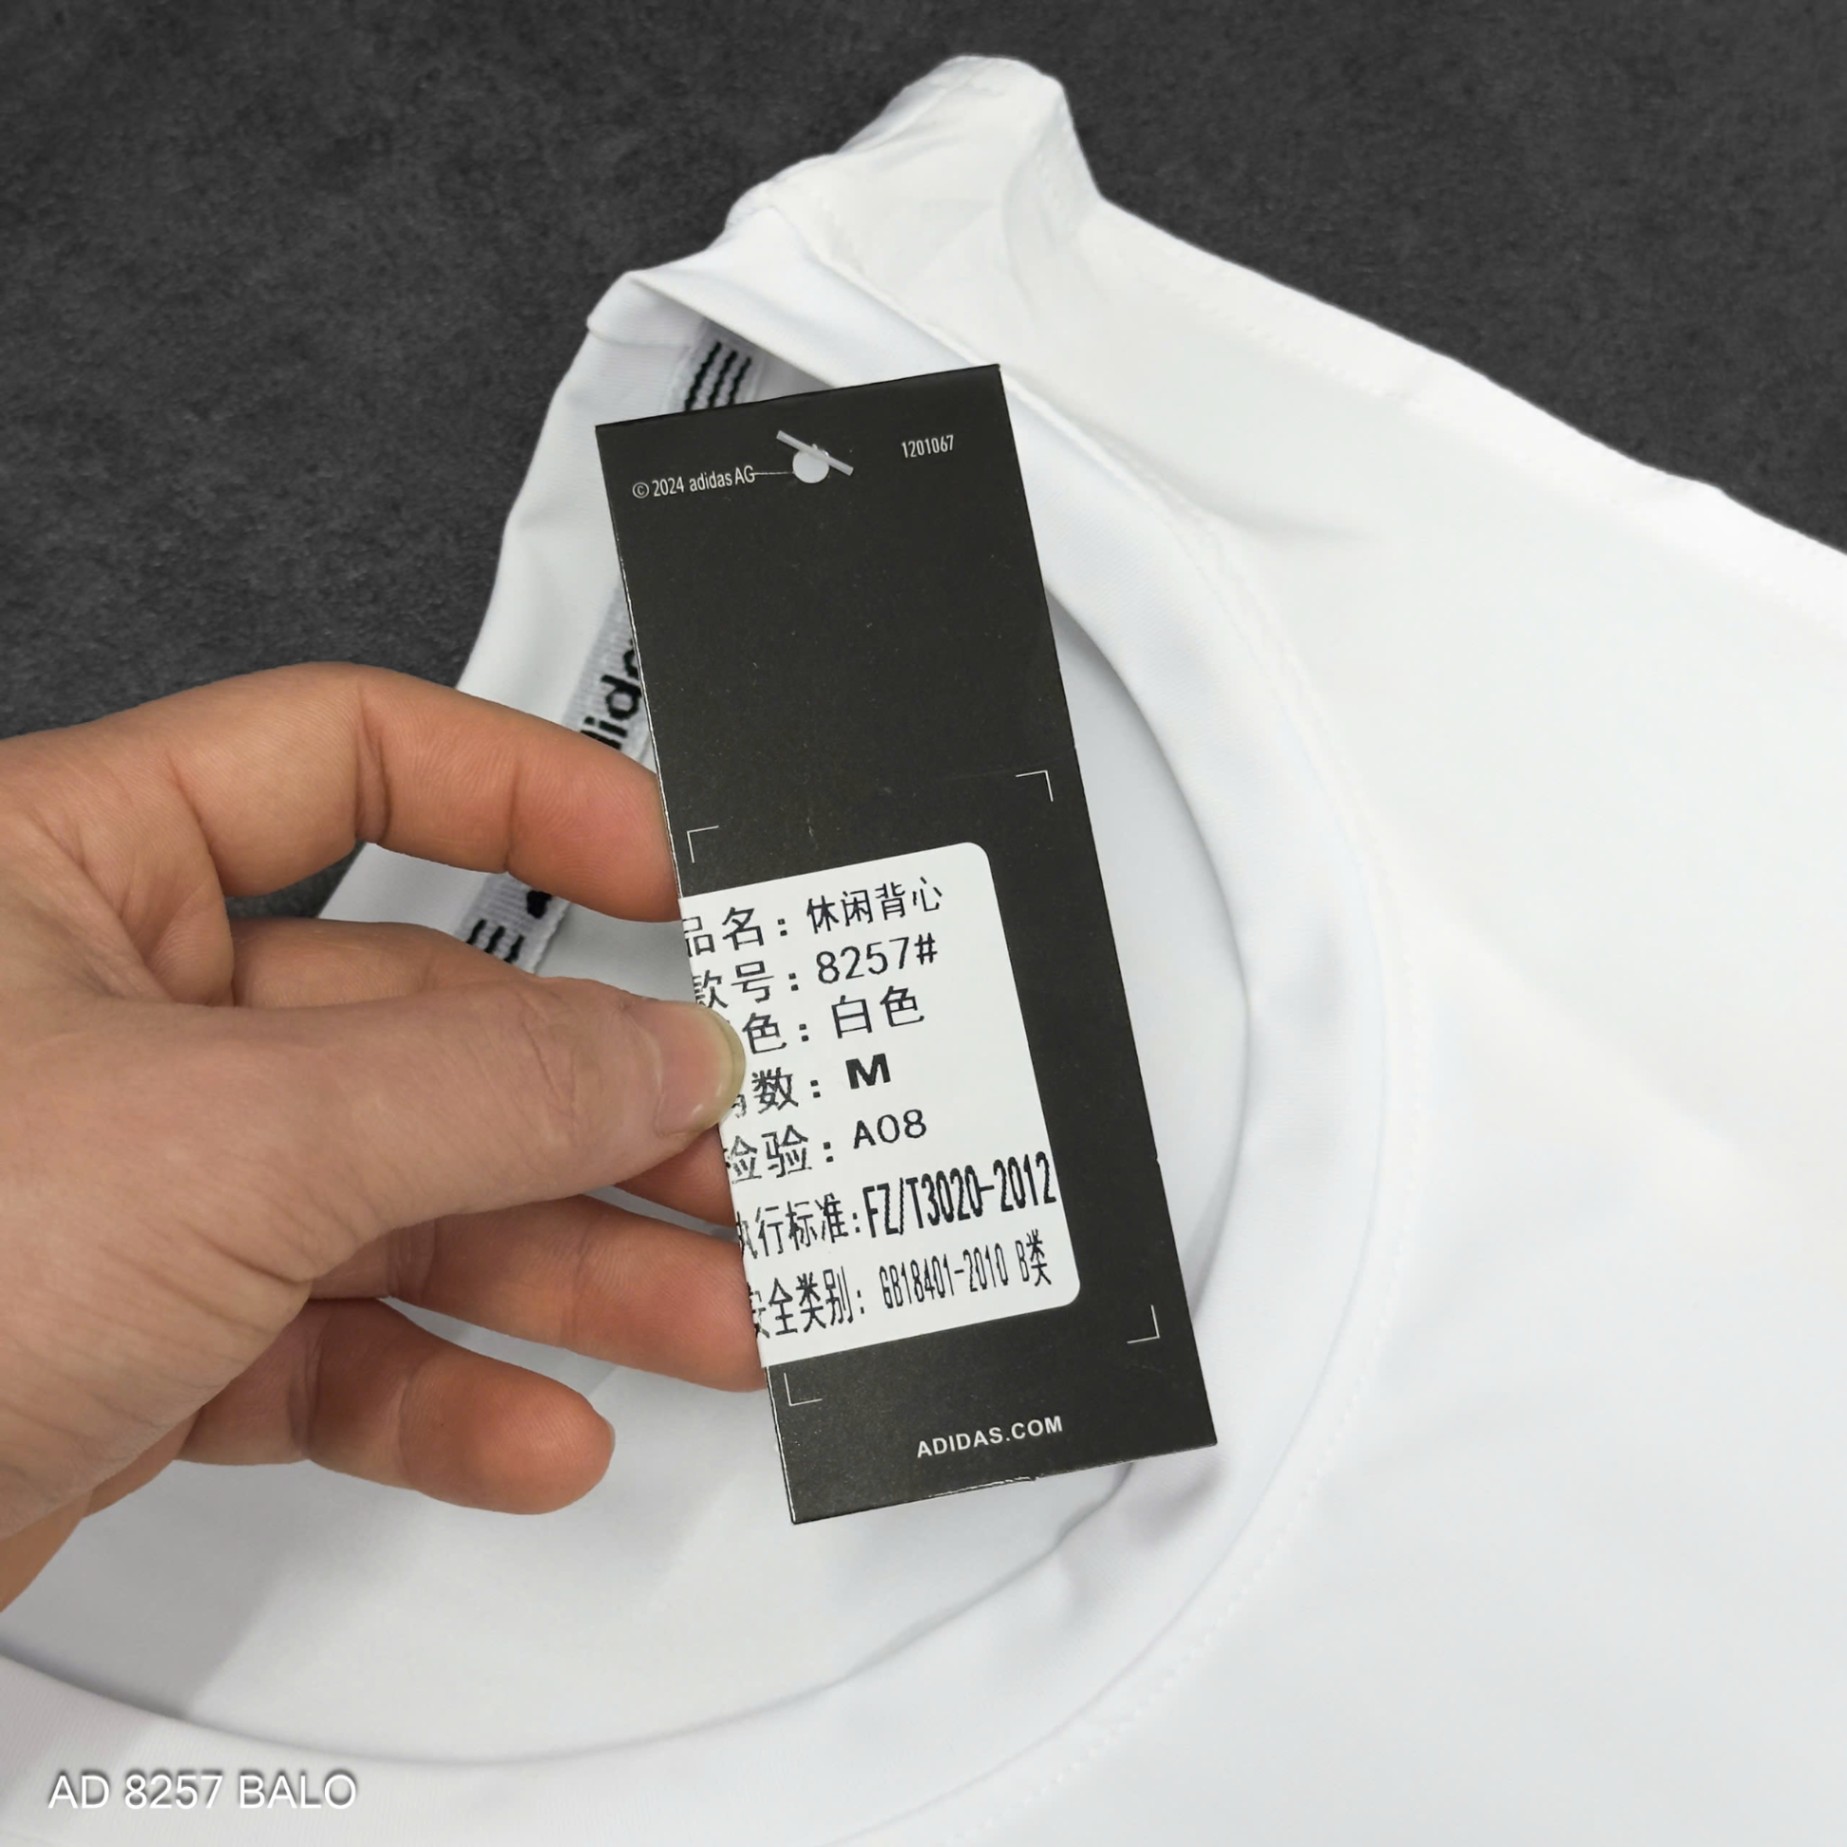 © 2024 adidas AG
1201067
品名：休闲背心
款号：8257#
色：白色
数：M
检验：A08
执行标准：FZ/T3020-2012
安全类别：GB18401-2010 B类
ADIDAS.COM
AD 8257 BALO